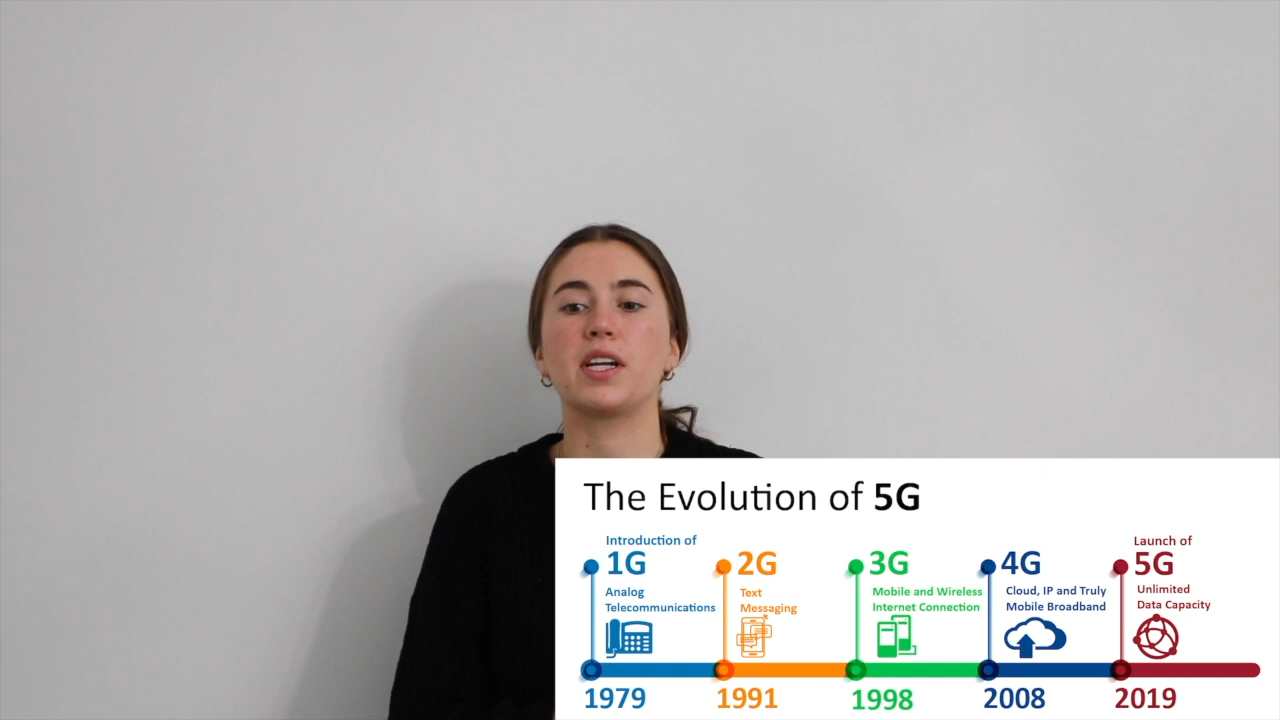 The Evolution of 5G
Introduction of
1G
Analog
Telecommunications
1979
2G
Text
Messaging
1991
3G
Mobile and Wireless
Internet Connection
1998
4G
Cloud, IP and Truly
Mobile Broadband
2008
Launch of
5G
Unlimited
Data Capacity
2019